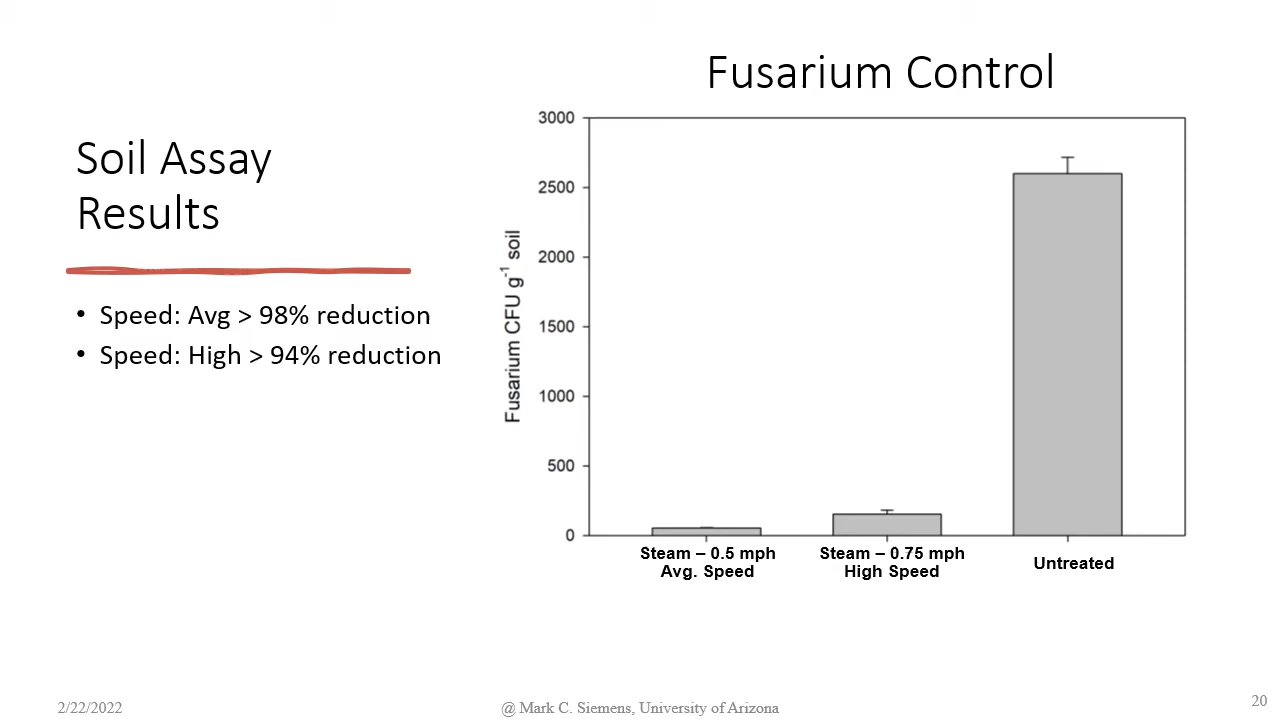 Soil Assay
Results
• Speed: Avg > 98% reduction
• Speed: High > 94% reduction
Fusarium Control
3000
2500
2000
1500
1000
500
0
Fusarium CFU g⁻¹ soil
Steam – 0.5 mph
Avg. Speed
Steam – 0.75 mph
High Speed
Untreated
2/22/2022
@ Mark C. Siemens, University of Arizona
20